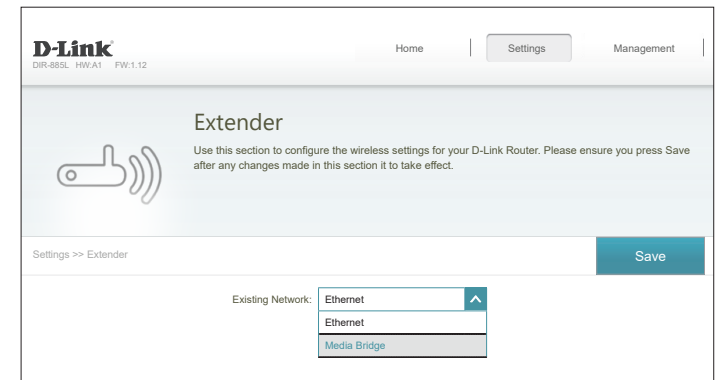 D-Link
DIR-885L HW:A1 FW:1.12
Home
Settings
Management
Extender
Use this section to configure the wireless settings for your D-Link Router. Please ensure you press Save
after any changes made in this section it to take effect.
Settings >> Extender
Save
Existing Network: Ethernet
Ethernet
Media Bridge